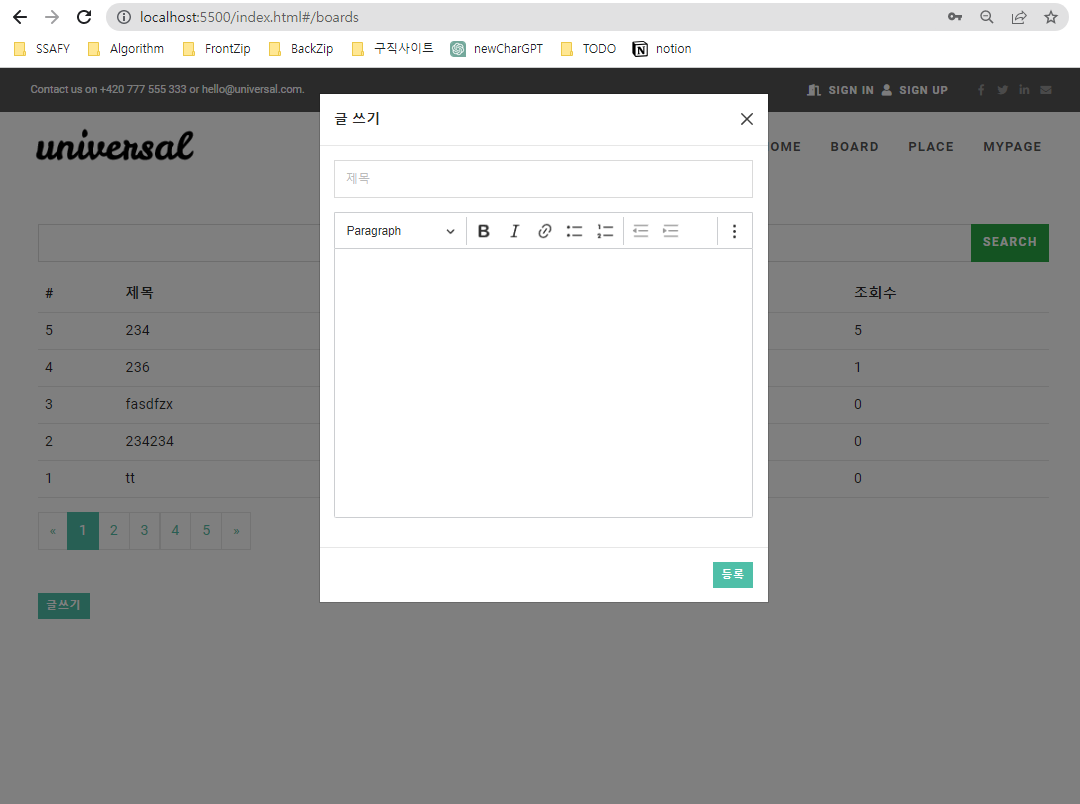 localhost:5500/index.html#/boards
SSAFY Algorithm FrontZip BackZip 구직사이트 newCharGPT TODO notion
Contact us on +420 777 555 333 or hello@universal.com. SIGN IN SIGN UP
universal OME BOARD PLACE MYPAGE
글 쓰기
제목
Paragraph
SEARCH
# 제목 조회수
5 234 5
4 236 1
3 fasdfzx 0
2 234234 0
1 tt 0
« 1 2 3 4 5 »
등록
글쓰기